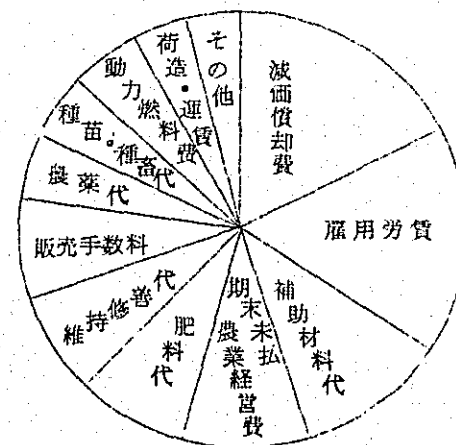 減価償却費
雇用労賃
補助材料代
期末未払
農業経営費
肥料代
維持修善代
販売手数料
農薬代
種苗・種畜代
動力燃料費
荷造・運賃
その他